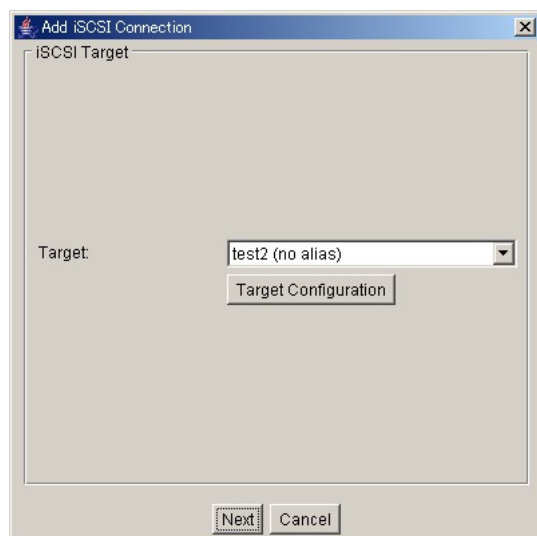 Add iSCSI Connection
iSCSI Target
Target:
test2 (no alias)
Target Configuration
Next
Cancel